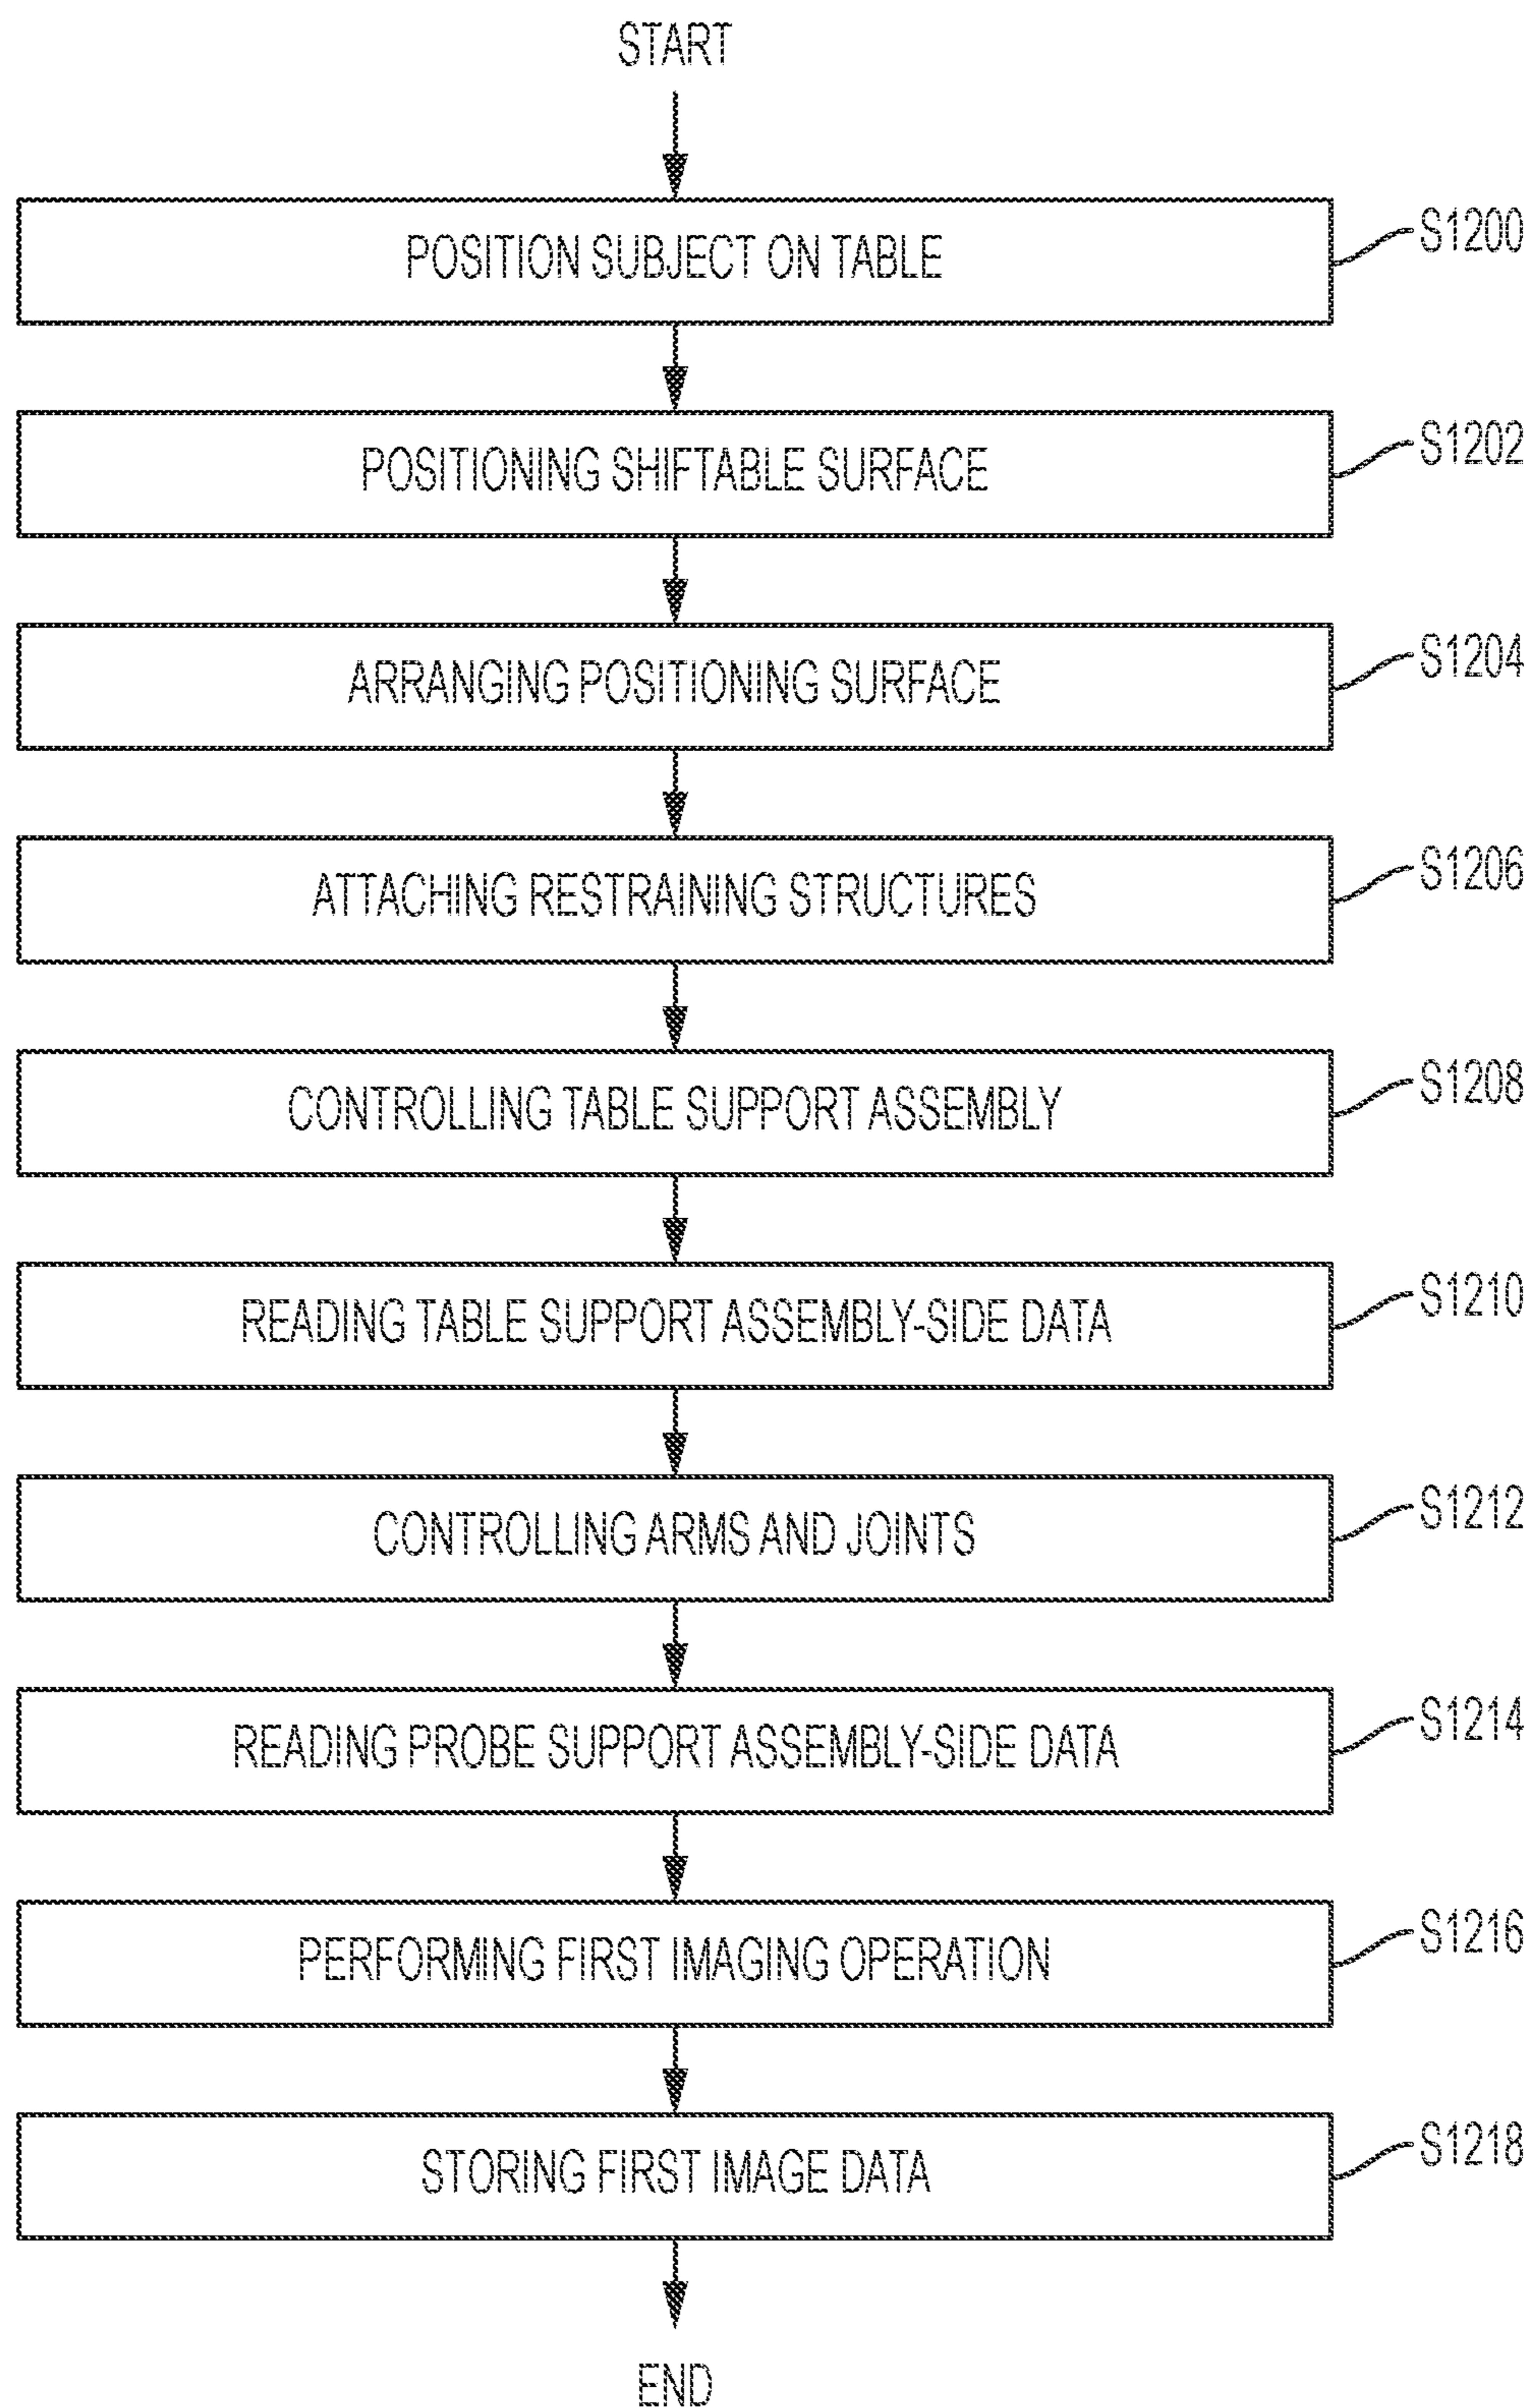 START
POSITION SUBJECT ON TABLE
S1200
POSITIONING SHIFTABLE SURFACE
S1202
ARRANGING POSITIONING SURFACE
S1204
ATTACHING RESTRAINING STRUCTURES
S1206
CONTROLLING TABLE SUPPORT ASSEMBLY
S1208
READING TABLE SUPPORT ASSEMBLY-SIDE DATA
S1210
CONTROLLING ARMS AND JOINTS
S1212
READING PROBE SUPPORT ASSEMBLY-SIDE DATA
S1214
PERFORMING FIRST IMAGING OPERATION
S1216
STORING FIRST IMAGE DATA
S1218
END